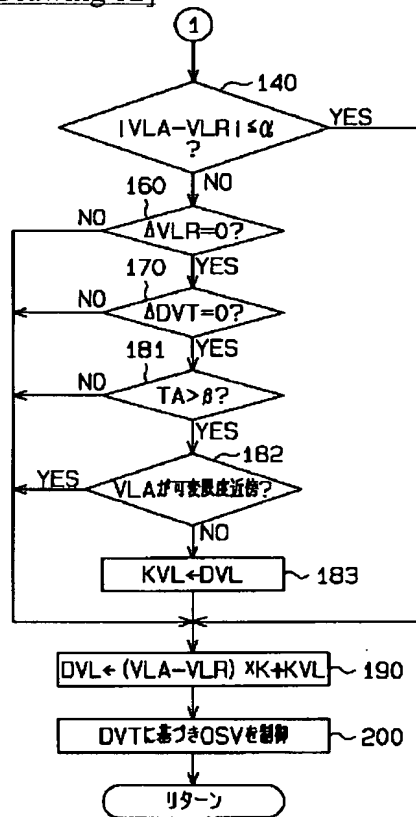 1
140
|VLA-VLR|≤α
?
YES
NO
160
ΔVLR=0?
NO
YES
170
ΔDVT=0?
NO
YES
181
TA>β?
NO
YES
182
VLAが可変限度近傍?
YES
NO
KVL←DVL
183
DVL←(VLA-VLR)×K+KVL
190
DVTに基づきOSVを制御
200
リターン